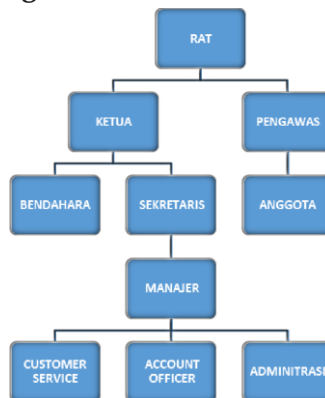 RAT
KETUA
PENGAWAS
BENDAHARA
SEKRETARIS
ANGGOTA
MANAJER
CUSTOMER
SERVICE
ACCOUNT
OFFICER
ADMINITRASI